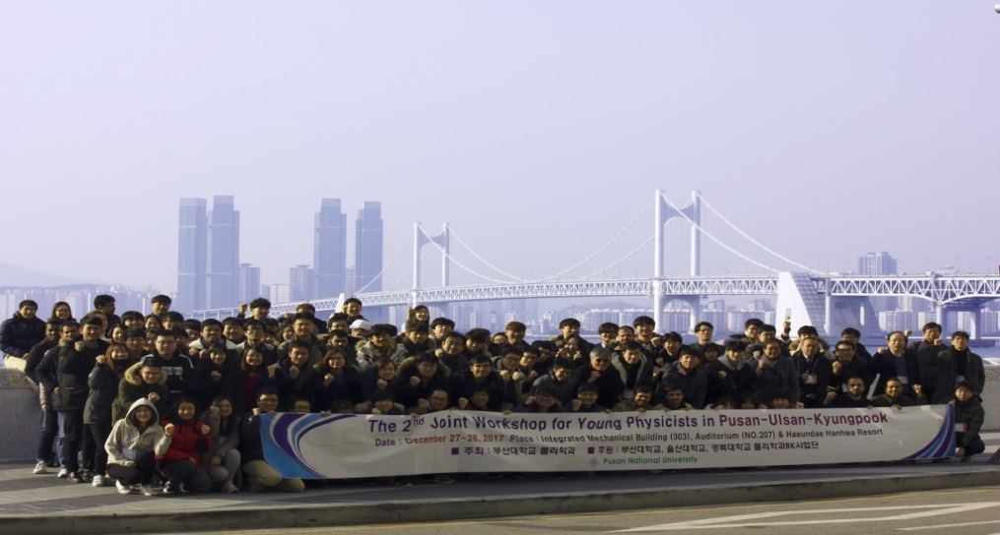 The 2nd Joint Workshop for Young Physicists in Pusan-Ulsan-Kyungpook
Date : December 27-28, 2017 Place : Integrated Mechanical Building (303), Auditorium (NO.207) & Haeundae Hanhwa Resort
■ 주최 : 부산대학교 물리학과 ■ 후원 : 부산대학교, 울산대학교, 경북대학교 물리학과BK사업단
Pusan National University